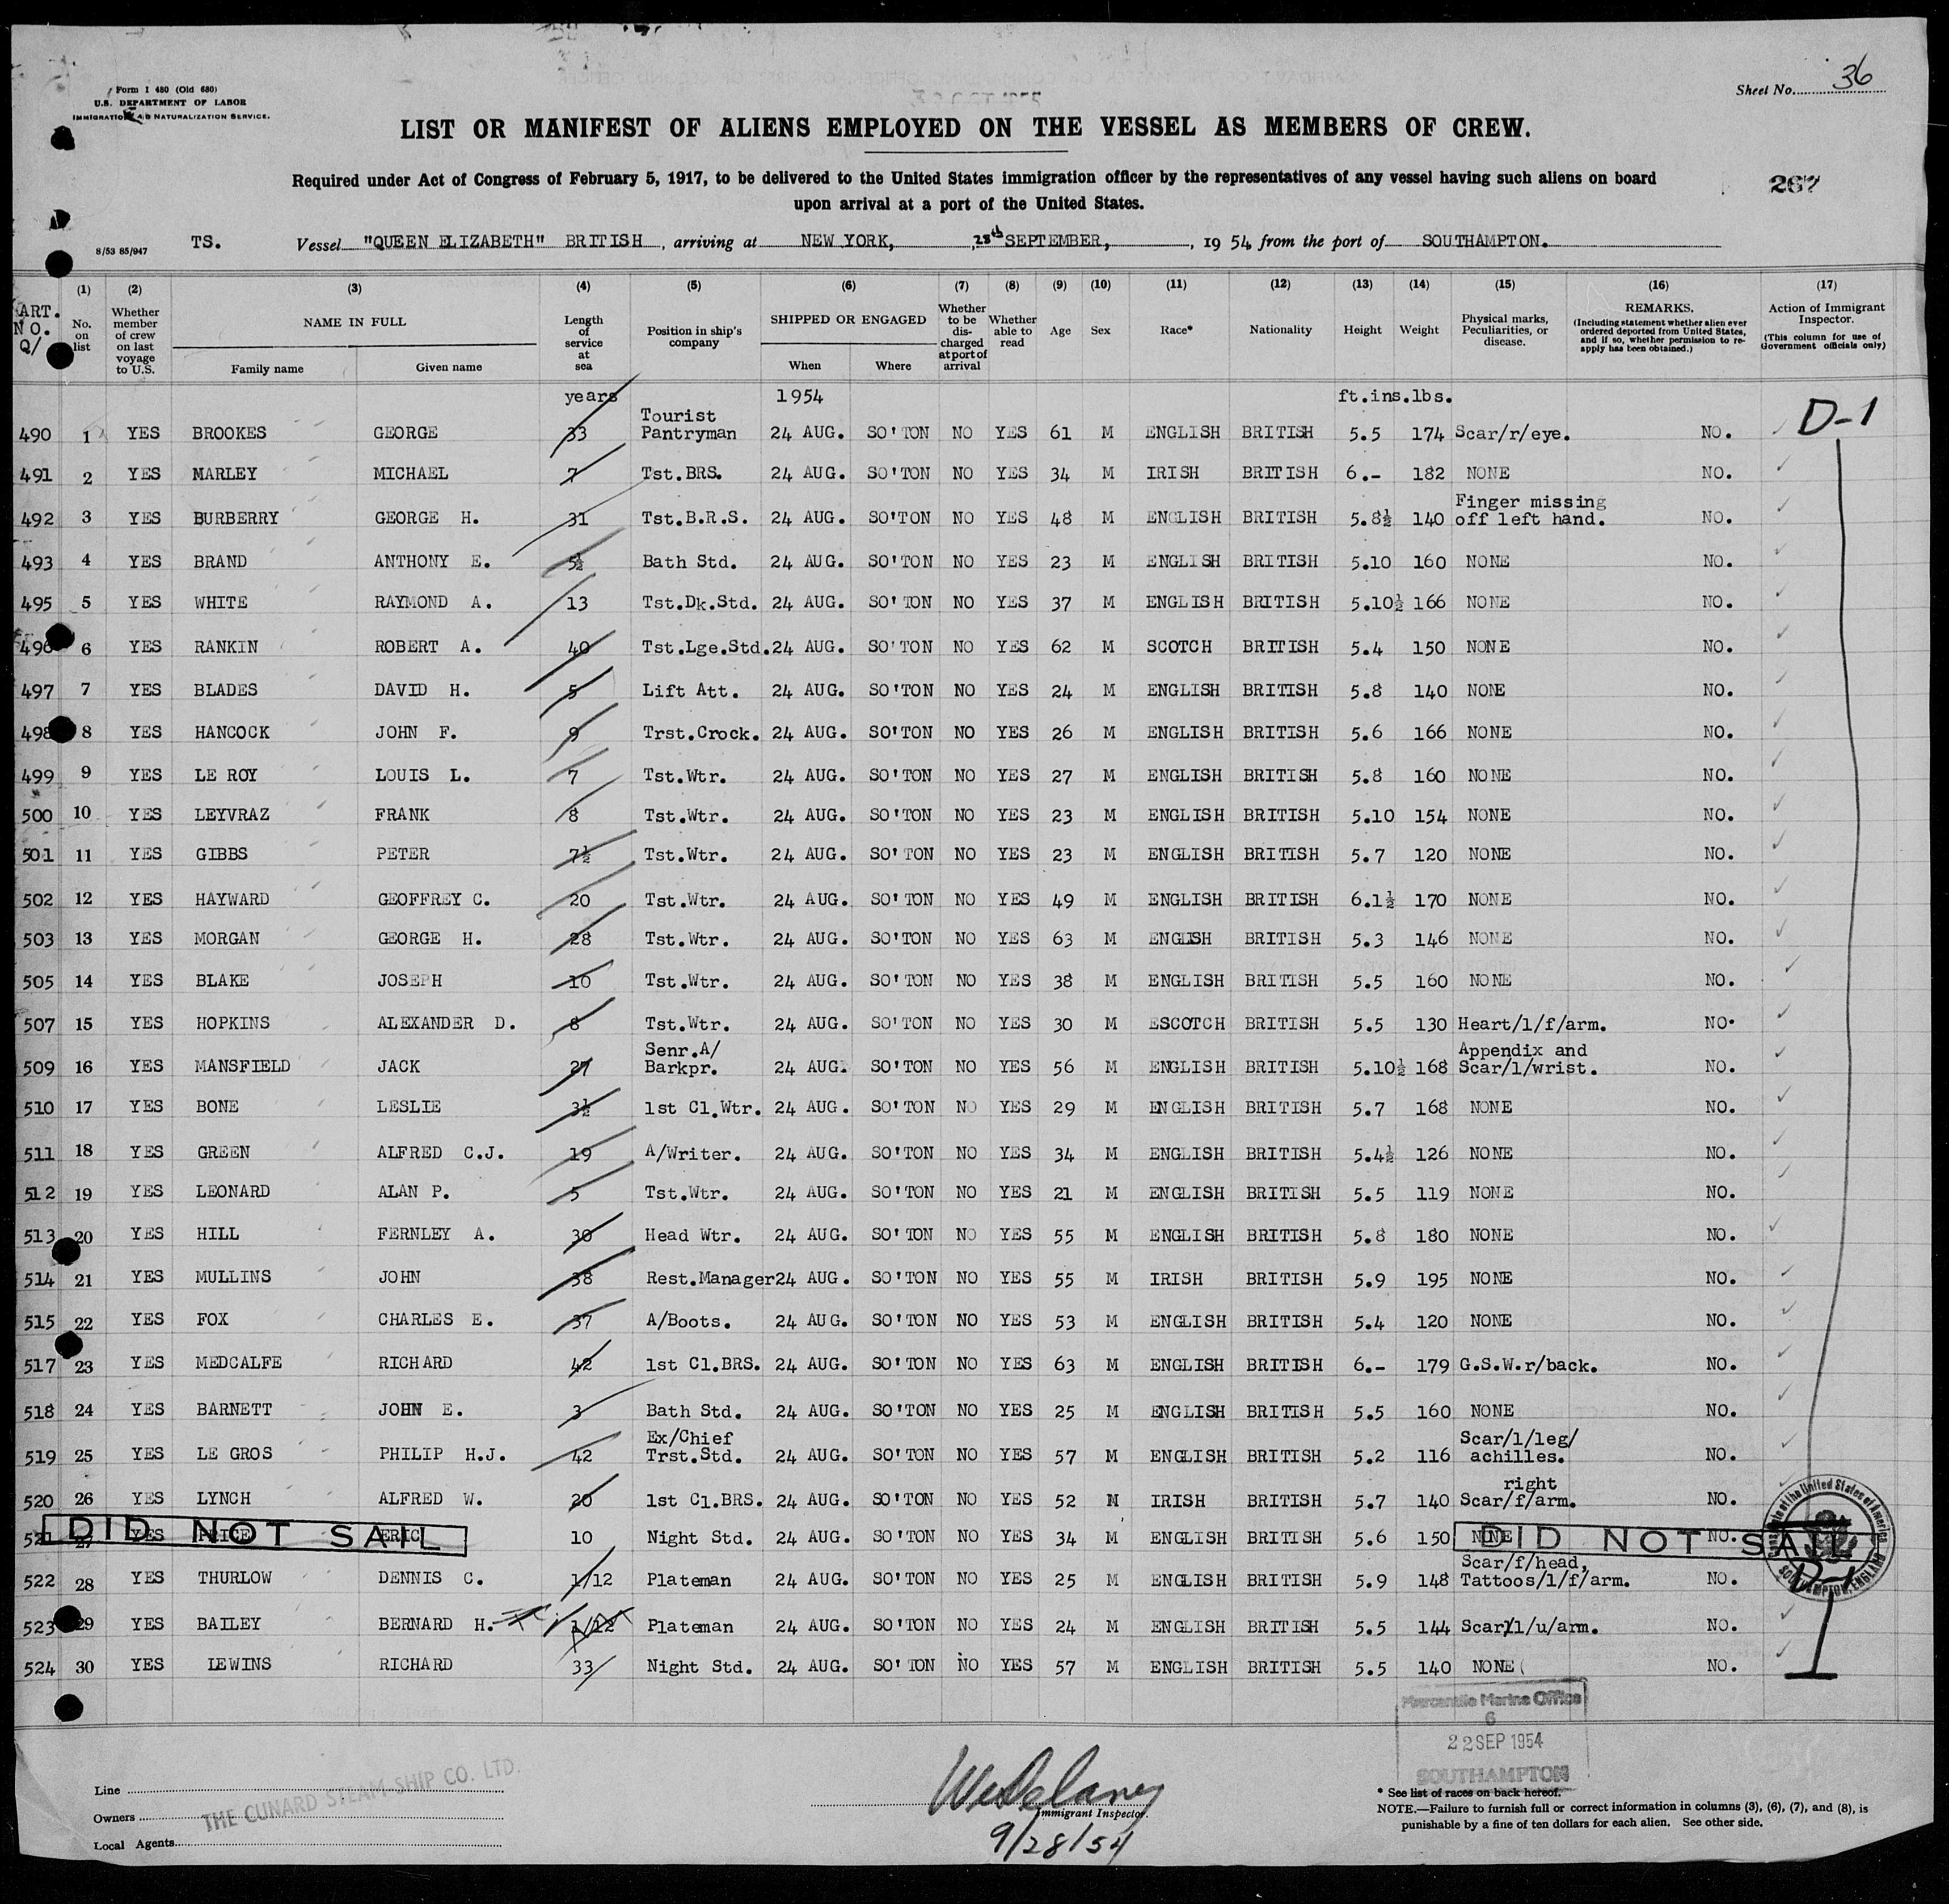 Form I 480 (Old 680)
U.S. DEPARTMENT OF LABOR
IMMIGRATION AND NATURALIZATION SERVICE.
Sheet No. 36
LIST OR MANIFEST OF ALIENS EMPLOYED ON THE VESSEL AS MEMBERS OF CREW.
Required under Act of Congress of February 5, 1917, to be delivered to the United States immigration officer by the representatives of any vessel having such aliens on board
upon arrival at a port of the United States.
267
8/53 85/947 TS. Vessel "QUEEN ELIZABETH" BRITISH, arriving at NEW YORK, 28th SEPTEMBER, 1954 from the port of SOUTHAMPTON.
ART. NO. Q/ (1) No. on list (2) Whether member of crew on last voyage to U.S. (3) NAME IN FULL Family name Given name (4) Length of service at sea (5) Position in ship's company (6) SHIPPED OR ENGAGED When Where (7) Whether to be discharged at port of arrival (8) Whether able to read (9) Age (10) Sex (11) Race* (12) Nationality (13) Height (14) Weight (15) Physical marks, Peculiarities, or disease. (16) REMARKS. (Including statement whether alien ever ordered deported from United States, and if so, whether permission to re-apply has been obtained.) (17) Action of Immigrant Inspector. (This column for use of Government officials only)
years 1954 ft.ins.lbs.
490 1 YES BROOKES GEORGE 33 Tourist Pantryman 24 AUG. SO'TON NO YES 61 M ENGLISH BRITISH 5.5 174 Scar/r/eye. NO. D-1
491 2 YES MARLEY MICHAEL 7 Tst.BRS. 24 AUG. SO'TON NO YES 34 M IRISH BRITISH 6.- 182 NONE NO.
492 3 YES BURBERRY GEORGE H. 31 Tst.B.R.S. 24 AUG. SO'TON NO YES 48 M ENGLISH BRITISH 5.8½ 140 Finger missing off left hand. NO.
493 4 YES BRAND ANTHONY E. 5½ Bath Std. 24 AUG. SO'TON NO YES 23 M ENGLISH BRITISH 5.10 160 NONE NO.
495 5 YES WHITE RAYMOND A. 13 Tst.Dk.Std. 24 AUG. SO'TON NO YES 37 M ENGLISH BRITISH 5.10½ 166 NONE NO.
496 6 YES RANKIN ROBERT A. 40 Tst.Lge.Std. 24 AUG. SO'TON NO YES 62 M SCOTCH BRITISH 5.4 150 NONE NO.
497 7 YES BLADES DAVID H. 5 Lift Att. 24 AUG. SO'TON NO YES 24 M ENGLISH BRITISH 5.8 140 NONE NO.
498 8 YES HANCOCK JOHN F. 9 Trst.Crock. 24 AUG. SO'TON NO YES 26 M ENGLISH BRITISH 5.6 166 NONE NO.
499 9 YES LE ROY LOUIS L. 7 Tst.Wtr. 24 AUG. SO'TON NO YES 27 M ENGLISH BRITISH 5.8 160 NONE NO.
500 10 YES LEYVRAZ FRANK 8 Tst.Wtr. 24 AUG. SO'TON NO YES 23 M ENGLISH BRITISH 5.10 154 NONE NO.
501 11 YES GIBBS PETER 7½ Tst.Wtr. 24 AUG. SO'TON NO YES 23 M ENGLISH BRITISH 5.7 120 NONE NO.
502 12 YES HAYWARD GEOFFREY C. 20 Tst.Wtr. 24 AUG. SO'TON NO YES 49 M ENGLISH BRITISH 6.1½ 170 NONE NO.
503 13 YES MORGAN GEORGE H. 28 Tst.Wtr. 24 AUG. SO'TON NO YES 63 M ENGLISH BRITISH 5.3 146 NONE NO.
505 14 YES BLAKE JOSEPH 10 Tst.Wtr. 24 AUG. SO'TON NO YES 38 M ENGLISH BRITISH 5.5 160 NONE NO.
507 15 YES HOPKINS ALEXANDER D. 8 Tst.Wtr. 24 AUG. SO'TON NO YES 30 M ESCOTCH BRITISH 5.5 130 Heart/l/f/arm. NO.
509 16 YES MANSFIELD JACK 27 Senr.A/ Barkpr. 24 AUG. SO'TON NO YES 56 M ENGLISH BRITISH 5.10½ 168 Appendix and Scar/l/wrist. NO.
510 17 YES BONE LESLIE 3½ 1st Cl.Wtr. 24 AUG. SO'TON NO YES 29 M ENGLISH BRITISH 5.7 168 NONE NO.
511 18 YES GREEN ALFRED C.J. 19 A/Writer. 24 AUG. SO'TON NO YES 34 M ENGLISH BRITISH 5.4½ 126 NONE NO.
512 19 YES LEONARD ALAN P. 5 Tst.Wtr. 24 AUG. SO'TON NO YES 21 M ENGLISH BRITISH 5.5 119 NONE NO.
513 20 YES HILL FERNLEY A. 30 Head Wtr. 24 AUG. SO'TON NO YES 55 M ENGLISH BRITISH 5.8 180 NONE NO.
514 21 YES MULLINS JOHN 38 Rest.Manager 24 AUG. SO'TON NO YES 55 M IRISH BRITISH 5.9 195 NONE NO.
515 22 YES FOX CHARLES E. 37 A/Boots. 24 AUG. SO'TON NO YES 53 M ENGLISH BRITISH 5.4 120 NONE NO.
517 23 YES MEDCALFE RICHARD 42 1st Cl.BRS. 24 AUG. SO'TON NO YES 63 M ENGLISH BRITISH 6.- 179 G.S.W.r/back. NO.
518 24 YES BARNETT JOHN E. 3 Bath Std. 24 AUG. SO'TON NO YES 25 M ENGLISH BRITISH 5.5 160 NONE NO.
519 25 YES LE GROS PHILIP H.J. 42 Ex/Chief Trst.Std. 24 AUG. SO'TON NO YES 57 M ENGLISH BRITISH 5.2 116 Scar/l/leg/ achilles. NO.
520 26 YES LYNCH ALFRED W. 20 1st Cl.BRS. 24 AUG. SO'TON NO YES 52 M IRISH BRITISH 5.7 140 right Scar/f/arm. NO.
521 27 YES PRICE ERIC 10 Night Std. 24 AUG. SO'TON NO YES 34 M ENGLISH BRITISH 5.6 150 NONE NO.
DID NOT SAIL DID NOT SAIL
522 28 YES THURLOW DENNIS C. 1/12 Plateman 24 AUG. SO'TON NO YES 25 M ENGLISH BRITISH 5.9 148 Scar/f/head, Tattoos/l/f/arm. NO. D-1
523 29 YES BAILEY BERNARD H. 1/12 Plateman 24 AUG. SO'TON NO YES 24 M ENGLISH BRITISH 5.5 144 Scar/l/u/arm. NO.
524 30 YES LEWINS RICHARD 33 Night Std. 24 AUG. SO'TON NO YES 57 M ENGLISH BRITISH 5.5 140 NONE NO.
Mercantile Marine Office
6
22 SEP 1954
SOUTHAMPTON
Line
Owners THE CUNARD STEAM-SHIP CO. LTD.
Local Agents
Immigrant Inspector.
9/28/54
* See list of races on back hereof.
NOTE.—Failure to furnish full or correct information in columns (3), (6), (7), and (8), is
punishable by a fine of ten dollars for each alien. See other side.